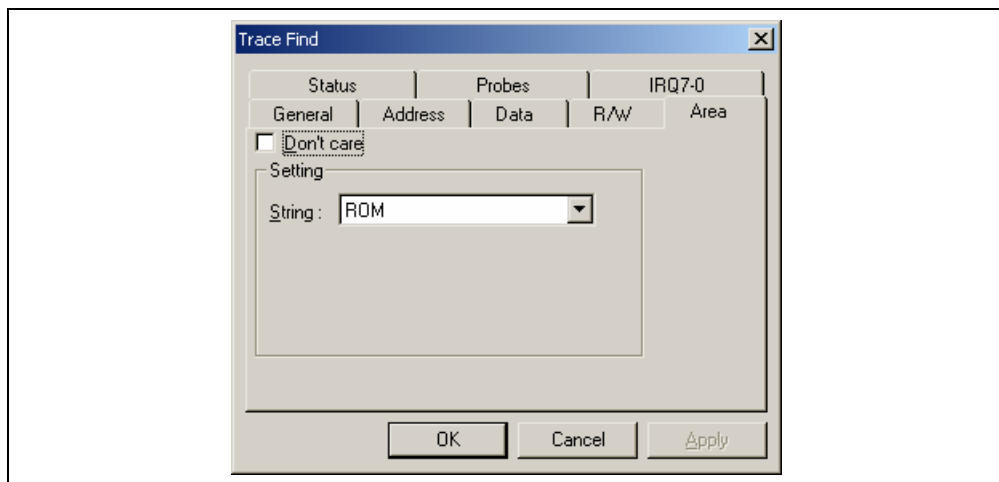 Trace Find
Status Probes IRQ7-0
General Address Data R/W Area
Don't care
Setting
String : ROM
OK Cancel Apply